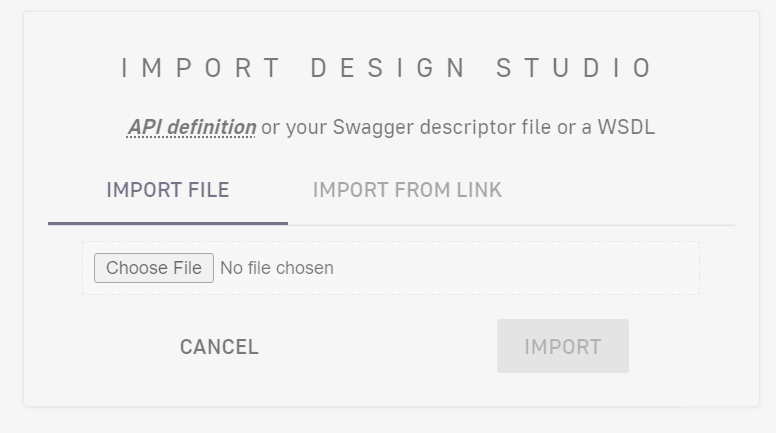 IMPORT DESIGN STUDIO
API definition or your Swagger descriptor file or a WSDL
IMPORT FILE IMPORT FROM LINK
Choose File No file chosen
CANCEL IMPORT